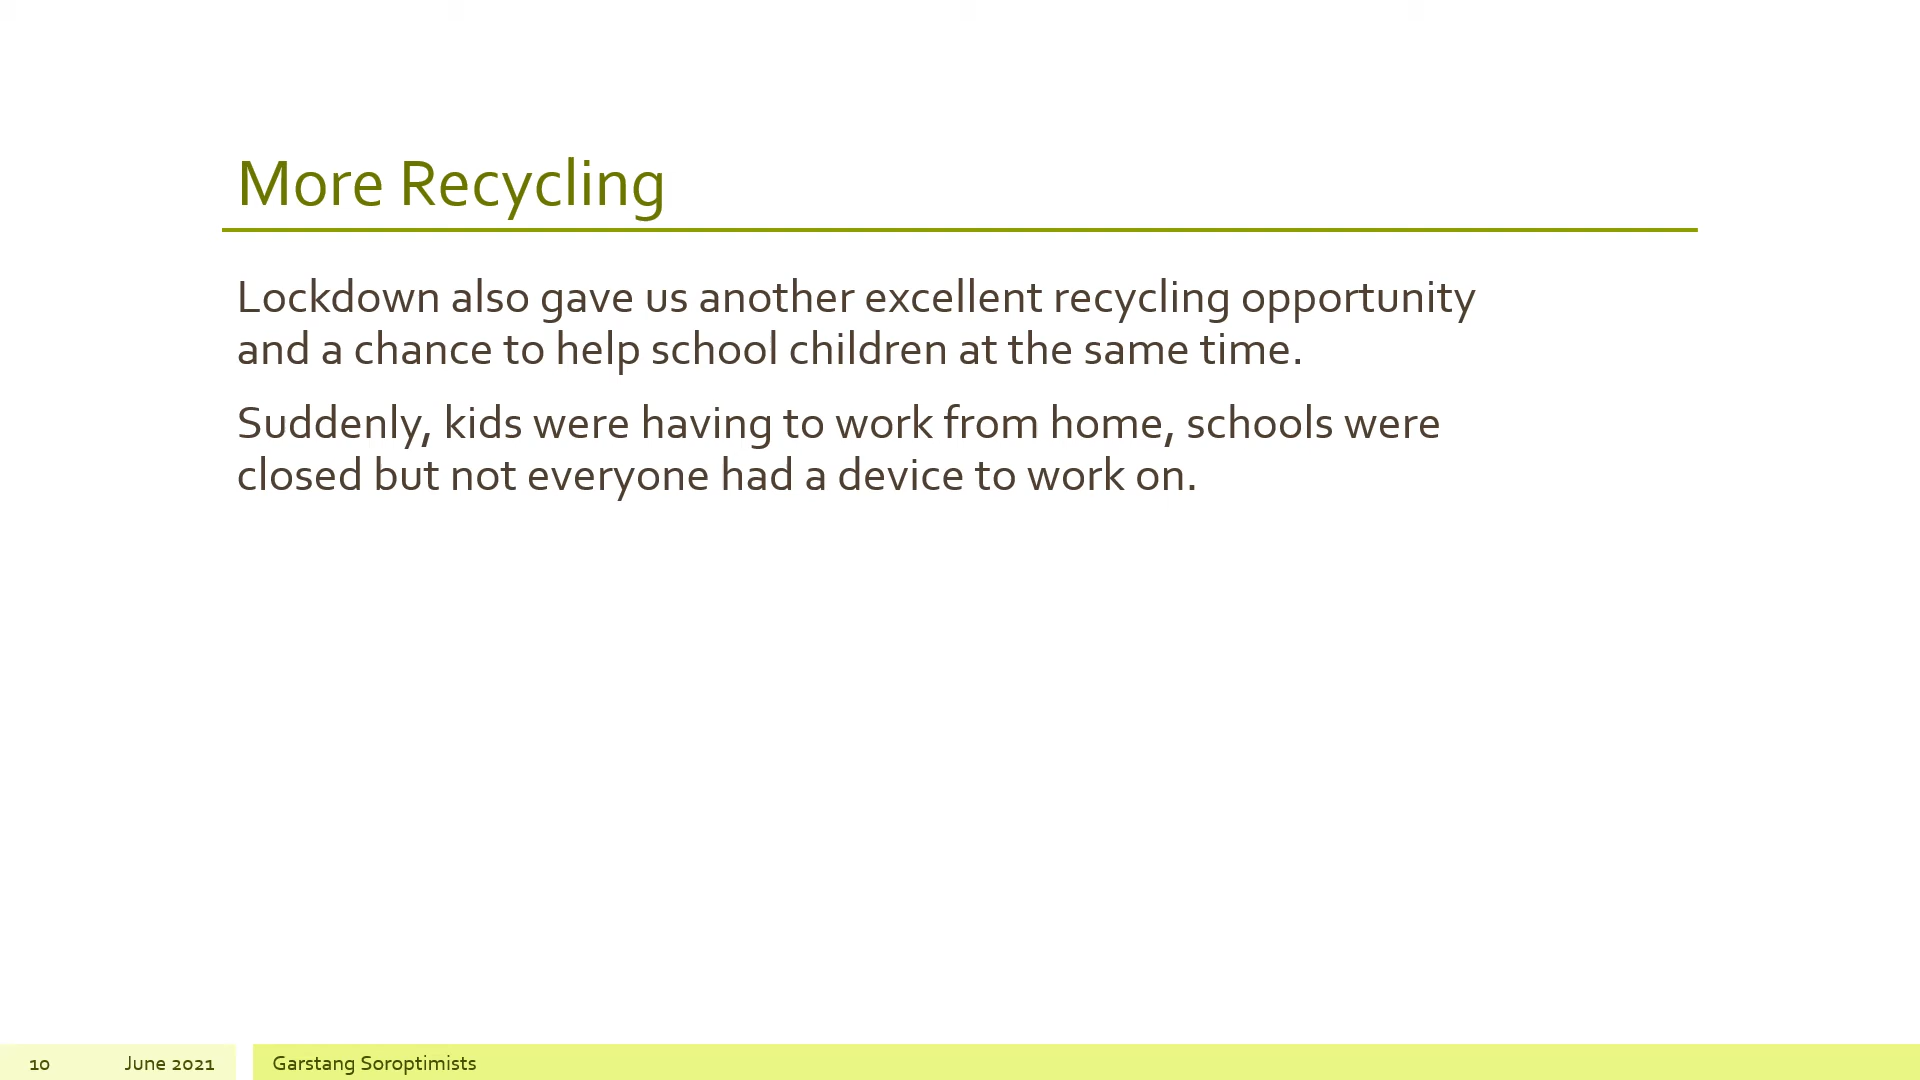 More Recycling
Lockdown also gave us another excellent recycling opportunity
and a chance to help school children at the same time.
Suddenly, kids were having to work from home, schools were
closed but not everyone had a device to work on.
10 June 2021 Garstang Soroptimists